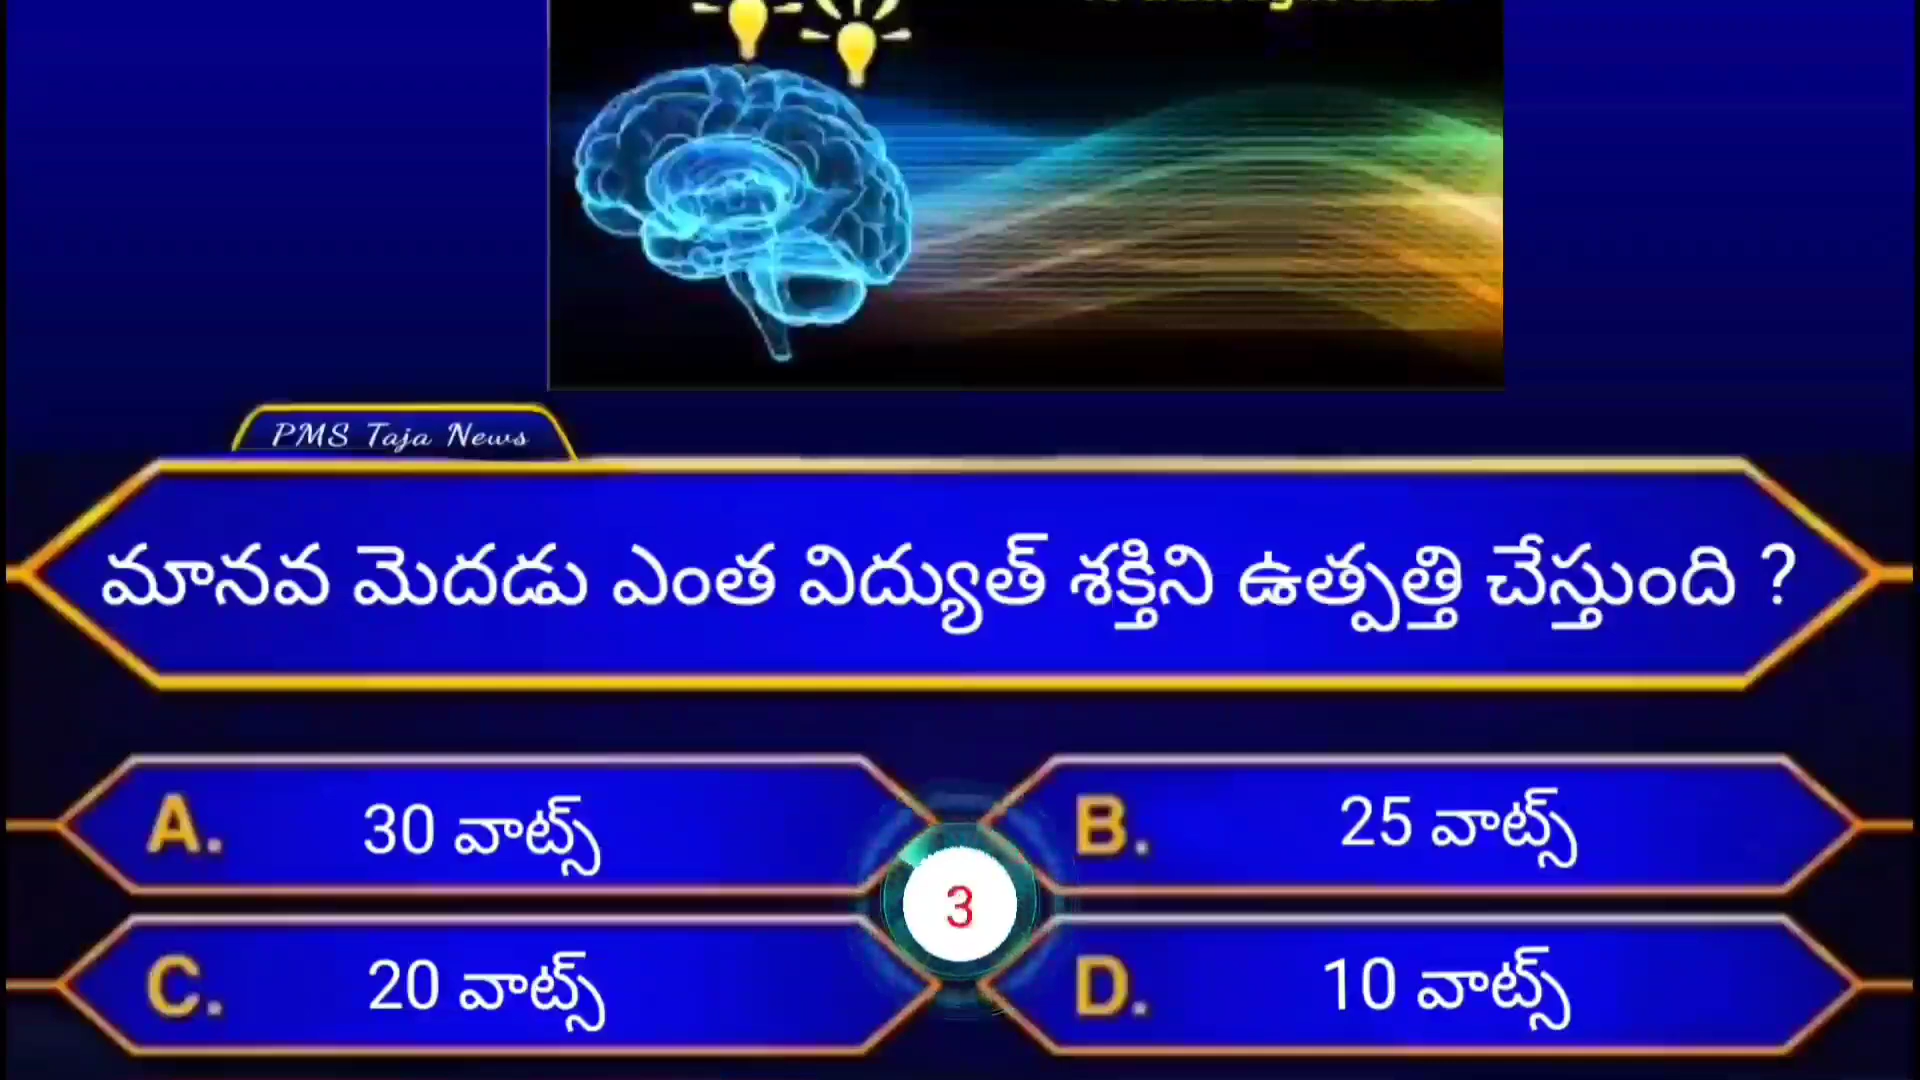 PMS Taja News
మానవ మెదడు ఎంత విద్యుత్ శక్తిని ఉత్పత్తి చేస్తుంది ?
A. 30 వాట్స్
B. 25 వాట్స్
3
C. 20 వాట్స్
D. 10 వాట్స్